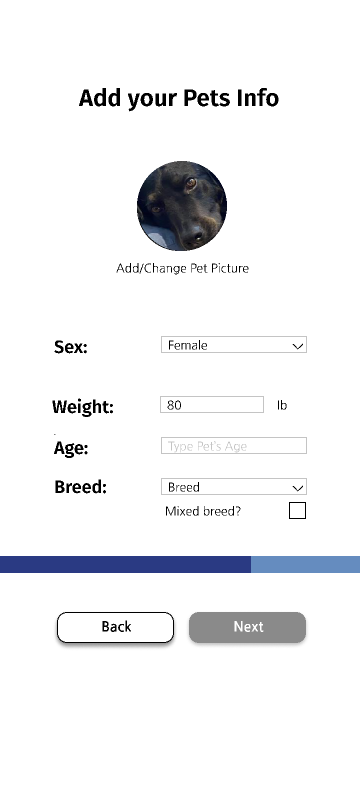 Add your Pets Info
Add/Change Pet Picture
Sex: Female
Weight: 80 lb
Age: Type Pet's Age
Breed: Breed
Mixed breed?
Back Next